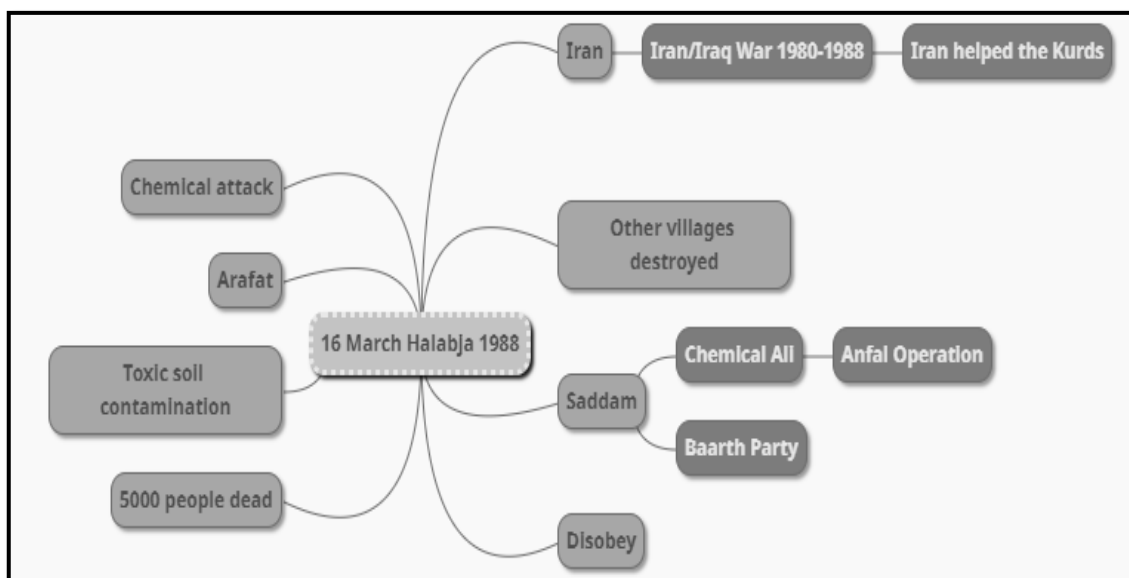 Iran
Iran/Iraq War 1980-1988
Iran helped the Kurds
Chemical attack
Other villages
destroyed
Arafat
16 March Halabja 1988
Toxic soil
contamination
Chemical Ali
Anfal Operation
Saddam
Baarth Party
5000 people dead
Disobey